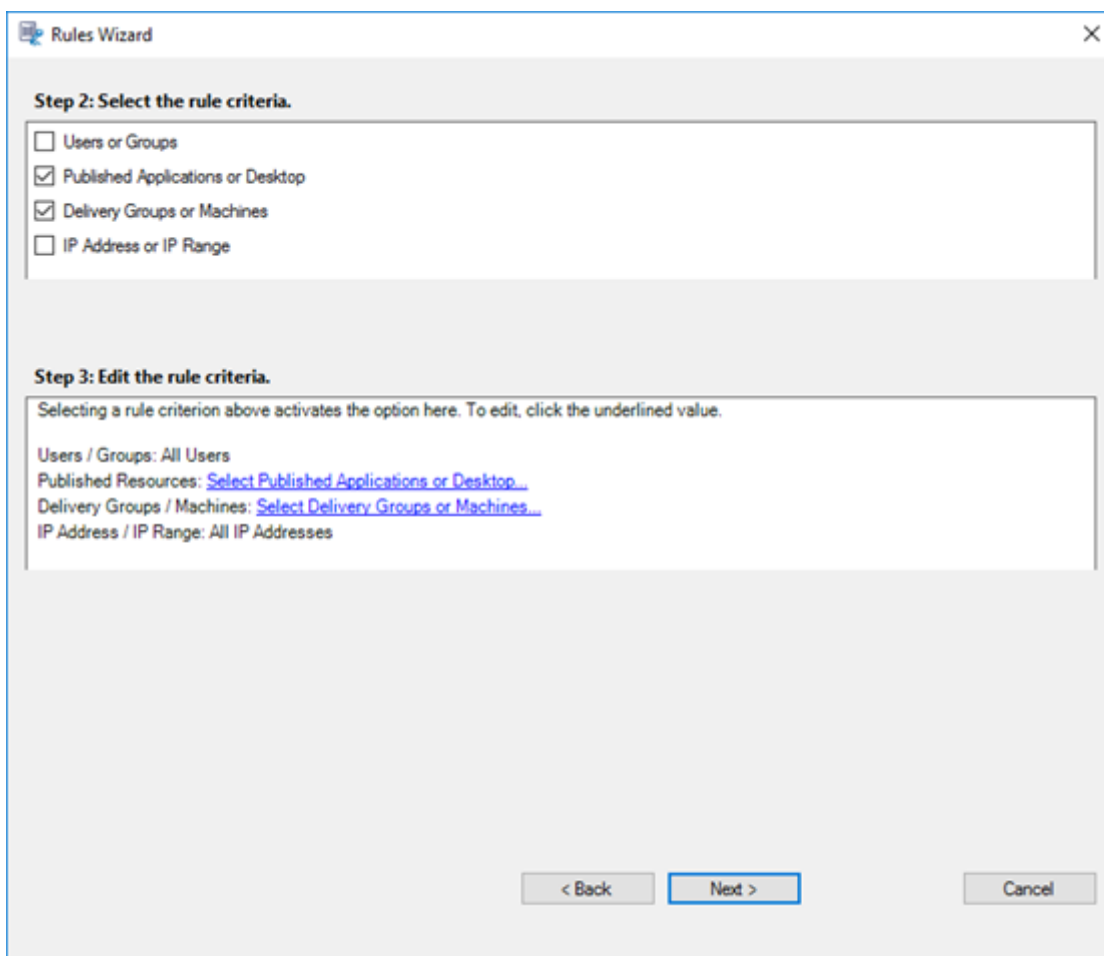 Rules Wizard
Step 2: Select the rule criteria.
Users or Groups
Published Applications or Desktop
Delivery Groups or Machines
IP Address or IP Range
Step 3: Edit the rule criteria.
Selecting a rule criterion above activates the option here. To edit, click the underlined value.
Users / Groups: All Users
Published Resources: Select Published Applications or Desktop...
Delivery Groups / Machines: Select Delivery Groups or Machines...
IP Address / IP Range: All IP Addresses
< Back
Next >
Cancel